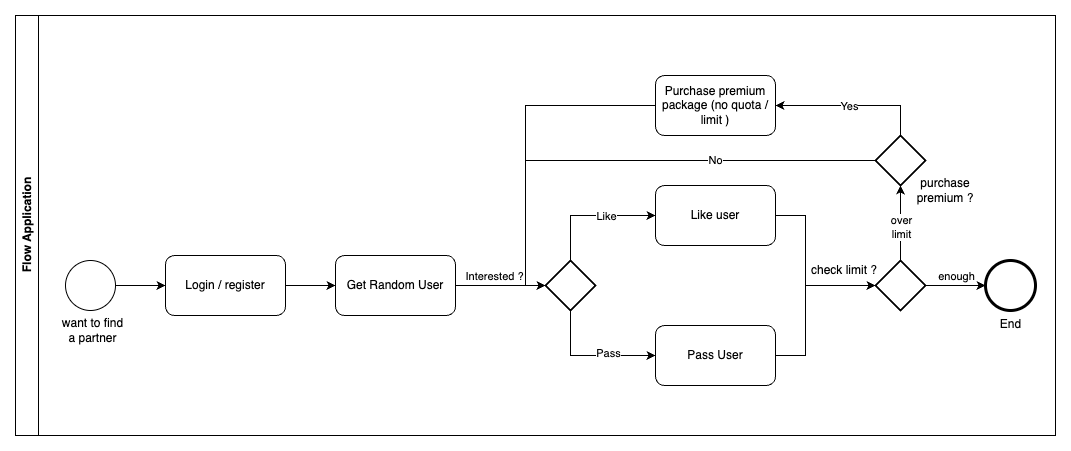 Flow Application
want to find
a partner
Login / register
Get Random User
Interested ?
Like
Pass
Like user
Pass User
Purchase premium
package (no quota /
limit )
Yes
No
purchase
premium ?
over
limit
check limit ?
enough
End